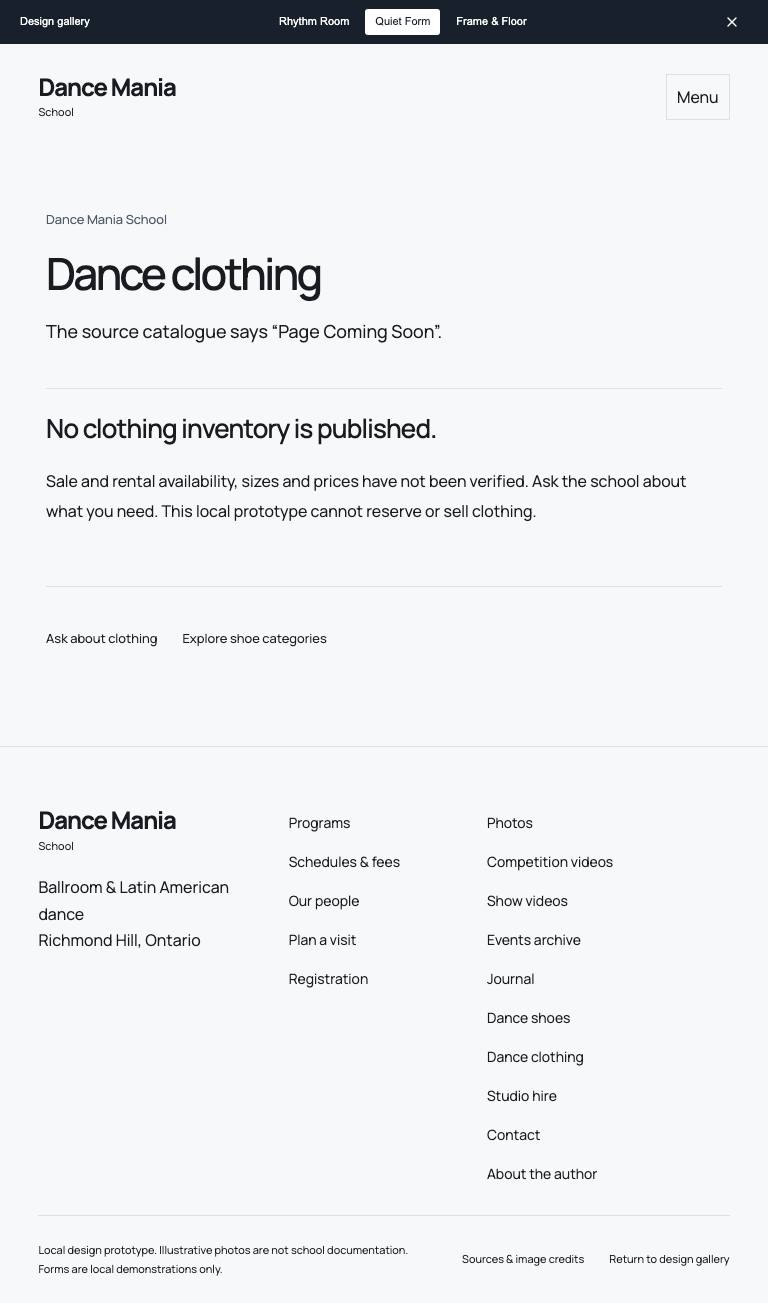 Design gallery
Rhythm Room
Quiet Form
Frame & Floor
Dance Mania
School
Menu
Dance Mania School
Dance clothing
The source catalogue says “Page Coming Soon”.
No clothing inventory is published.
Sale and rental availability, sizes and prices have not been verified. Ask the school about
what you need. This local prototype cannot reserve or sell clothing.
Ask about clothing
Explore shoe categories
Dance Mania
School
Ballroom & Latin American
dance
Richmond Hill, Ontario
Programs
Schedules & fees
Our people
Plan a visit
Registration
Photos
Competition videos
Show videos
Events archive
Journal
Dance shoes
Dance clothing
Studio hire
Contact
About the author
Local design prototype. Illustrative photos are not school documentation.
Forms are local demonstrations only.
Sources & image credits
Return to design gallery